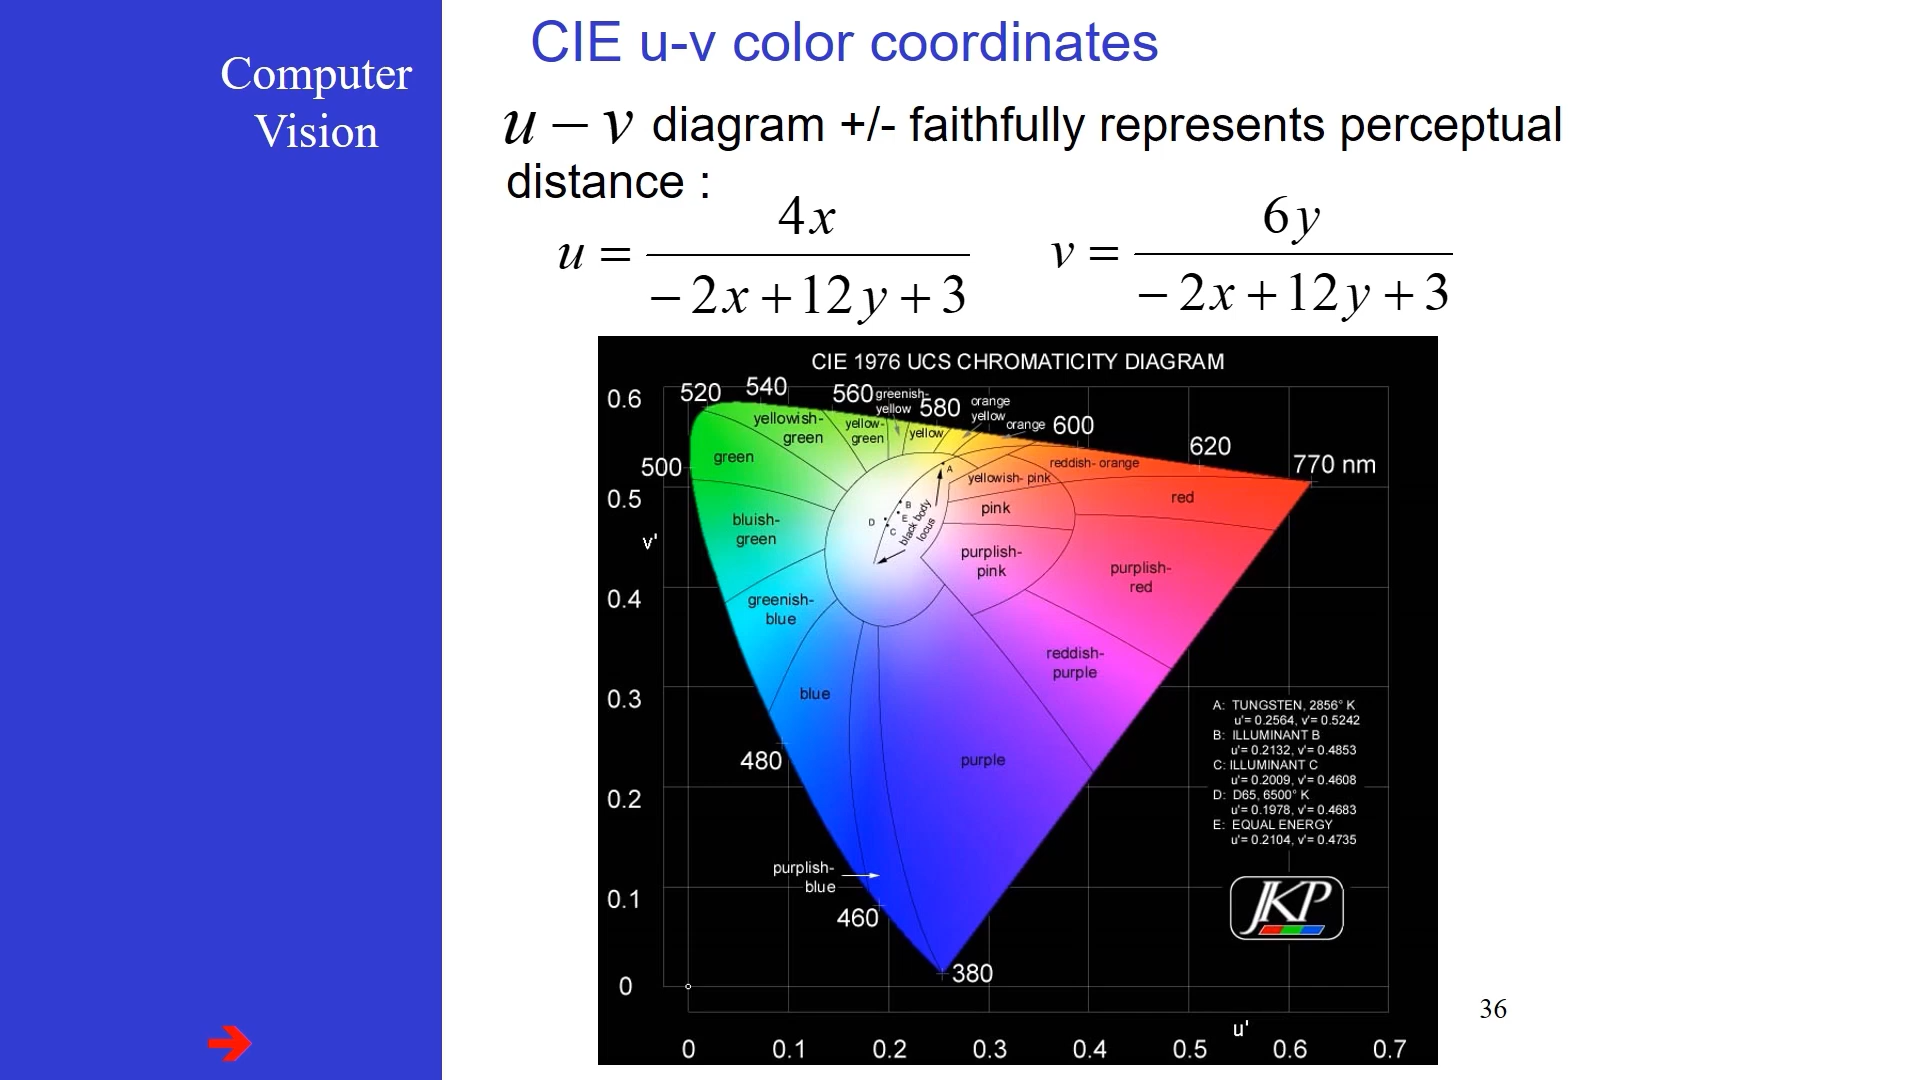 Computer
Vision
CIE u-v color coordinates
u − v diagram +/- faithfully represents perceptual
distance :
u = 4x / −2x + 12y + 3
v = 6y / −2x + 12y + 3
CIE 1976 UCS CHROMATICITY DIAGRAM
0.6
520
540
560
greenish-
yellow
580
orange
yellow
orange
600
620
770 nm
yellowish-
green
yellow-
green
yellow
green
500
reddish- orange
A
yellowish- pink
red
0.5
pink
B
E
D
C
black body
locus
bluish-
green
v'
purplish-
pink
purplish-
red
0.4
greenish-
blue
reddish-
purple
0.3
blue
480
purple
A: TUNGSTEN, 2856° K
u'= 0.2564, v'= 0.5242
B: ILLUMINANT B
u'= 0.2132, v'= 0.4853
C: ILLUMINANT C
u'= 0.2009, v'= 0.4608
D: D65, 6500° K
u'= 0.1978, v'= 0.4683
E: EQUAL ENERGY
u'= 0.2104, v'= 0.4735
0.2
purplish-
blue
0.1
460
JKP
380
0
u'
0 0.1 0.2 0.3 0.4 0.5 0.6 0.7
36